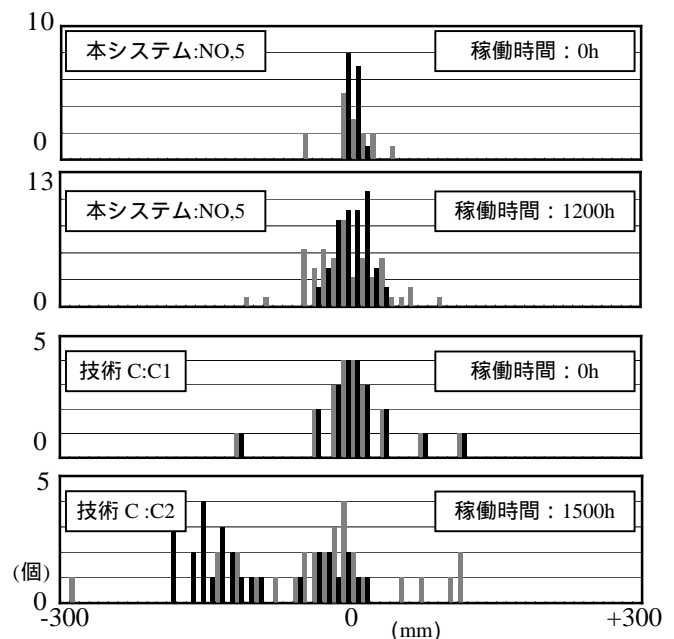 10
本システム:NO,5
稼働時間：0h
0
13
本システム:NO,5
稼働時間：1200h
0
5
技術 C:C1
稼働時間：0h
0
5
技術 C :C2
稼働時間：1500h
(個)
0
-300
0
(mm)
+300